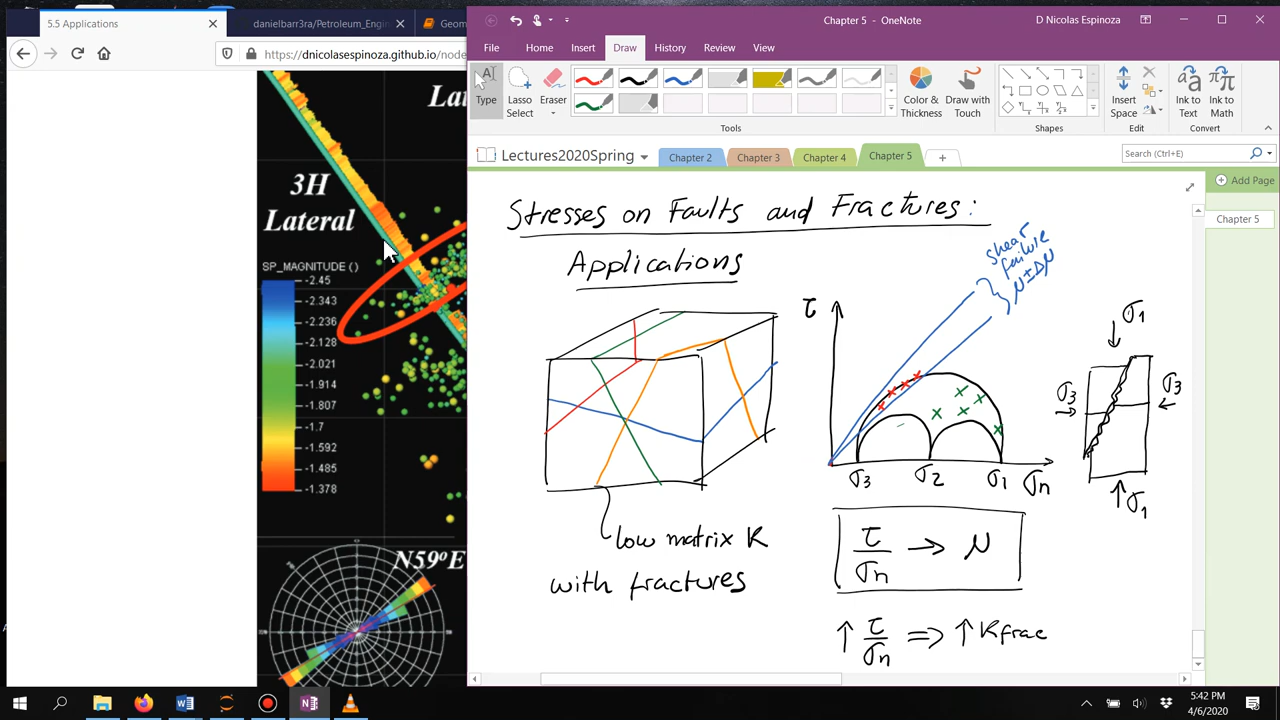 5.5 Applications
danielbarr3ra/Petroleum_Engin
Geom
https://dnicolasespinoza.github.io/node
Lat
3H
Lateral
SP_MAGNITUDE ()
-2.45
-2.343
-2.236
-2.128
-2.021
-1.914
-1.807
-1.7
-1.592
-1.485
-1.378
N59°E
Chapter 5 - OneNote
D Nicolas Espinoza
File
Home
Insert
Draw
History
Review
View
Type
Lasso
Select
Eraser
Color &
Thickness
Draw with
Touch
Insert
Space
Ink to
Text
Ink to
Math
Tools
Shapes
Edit
Convert
Lectures2020Spring
Chapter 2
Chapter 3
Chapter 4
Chapter 5
Search (Ctrl+E)
Add Page
Chapter 5
Stresses on Faults and Fractures:
Applications
shear
failure
μ±Δμ
τ
σ3
σ2
σ1
σn
σ1
σ3
σ3
σ1
low matrix K
with fractures
τ/σn → μ
↑ τ/σn ⇒ ↑ Kfrac
5:42 PM
4/6/2020